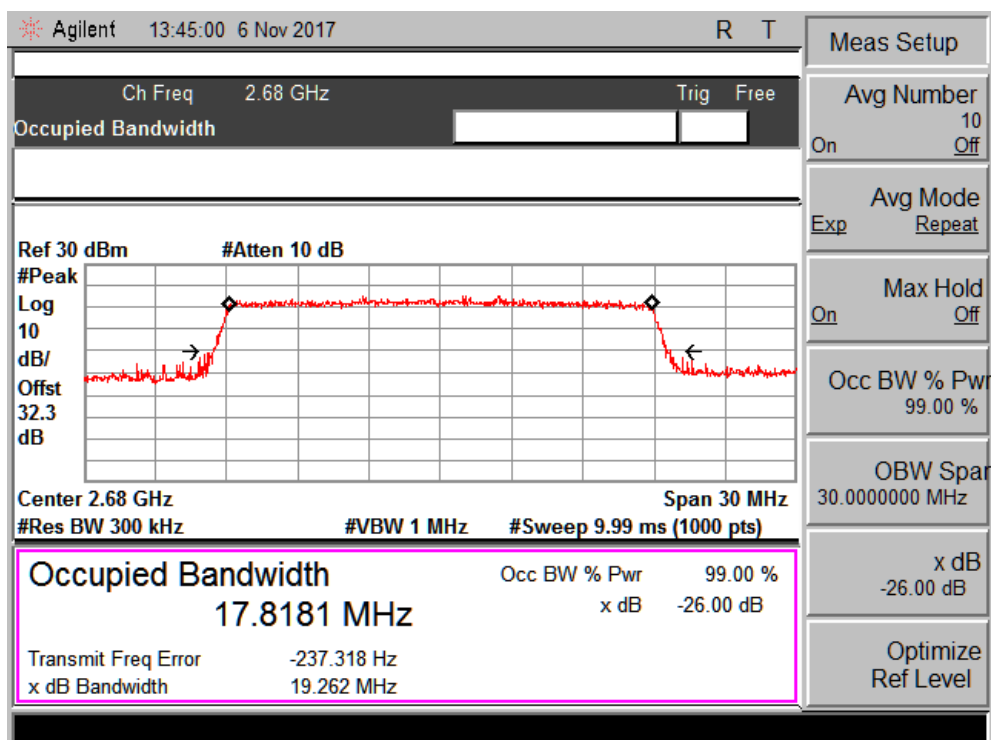 Agilent 13:45:00 6 Nov 2017 R T
Ch Freq 2.68 GHz Trig Free
Occupied Bandwidth
Ref 30 dBm #Atten 10 dB
#Peak
Log
10
dB/
Offst
32.3
dB
Center 2.68 GHz Span 30 MHz
#Res BW 300 kHz #VBW 1 MHz #Sweep 9.99 ms (1000 pts)
Occupied Bandwidth Occ BW % Pwr 99.00 %
17.8181 MHz x dB -26.00 dB
Transmit Freq Error -237.318 Hz
x dB Bandwidth 19.262 MHz
Meas Setup
Avg Number
10
On Off
Avg Mode
Exp Repeat
Max Hold
On Off
Occ BW % Pwr
99.00 %
OBW Span
30.0000000 MHz
x dB
-26.00 dB
Optimize
Ref Level